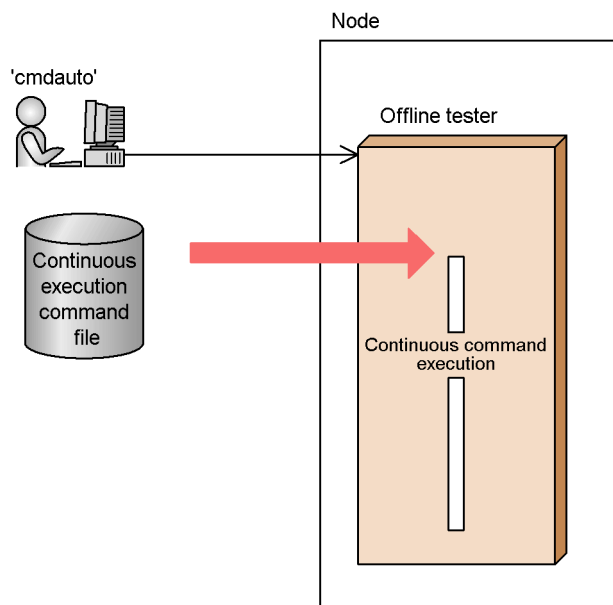 Node
'cmdauto'
Offline tester
Continuous
execution
command
file
Continuous command
execution